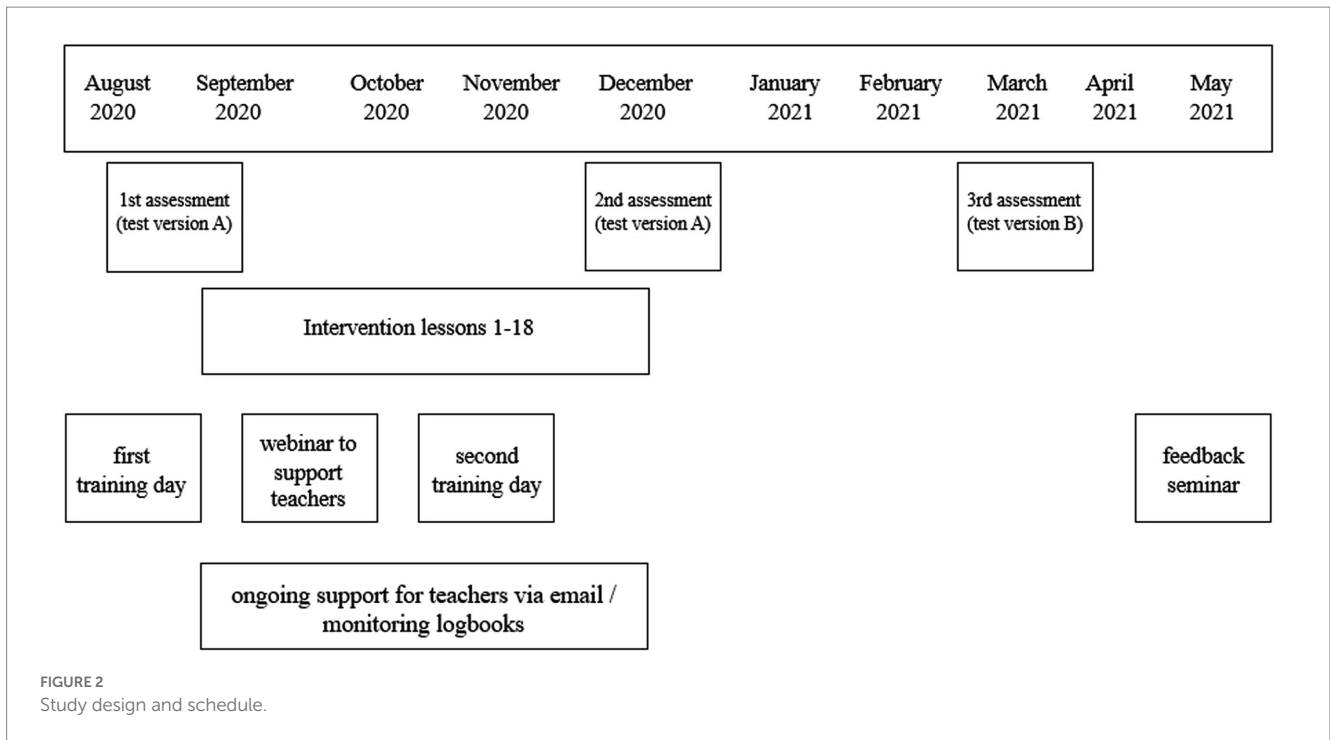 August September October November December January February March April May
2020 2020 2020 2020 2020 2021 2021 2021 2021 2021
1st assessment
(test version A)
2nd assessment
(test version A)
3rd assessment
(test version B)
Intervention lessons 1-18
first
training day
webinar to
support
teachers
second
training day
feedback
seminar
ongoing support for teachers via email /
monitoring logbooks
FIGURE 2
Study design and schedule.